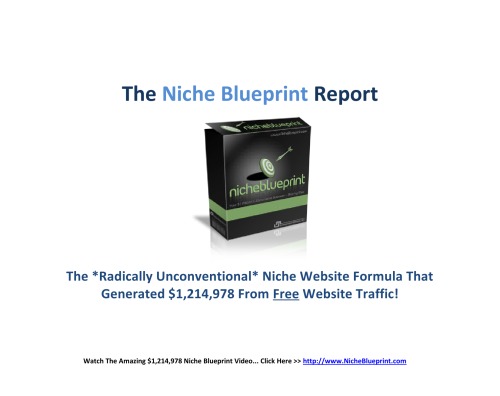 The Niche Blueprint Report
nicheblueprint
The *Radically Unconventional* Niche Website Formula That
Generated $1,214,978 From Free Website Traffic!
Watch The Amazing $1,214,978 Niche Blueprint Video... Click Here >> http://www.NicheBlueprint.com